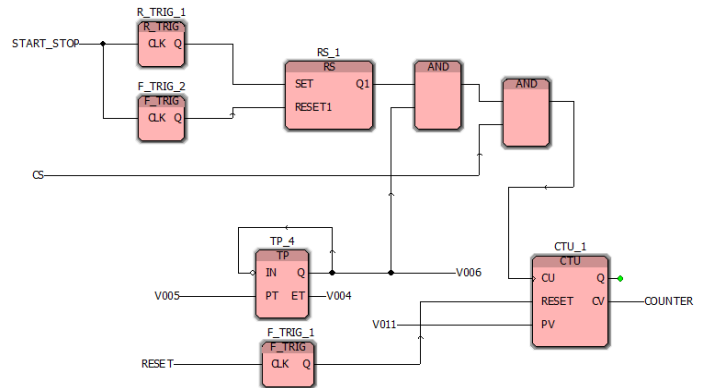 R_TRIG_1
R_TRIG
START_STOP
CLK Q
RS_1
RS
AND
SET Q1
RESET1
F_TRIG_2
F_TRIG
CLK Q
AND
CS
TP_4
TP
IN Q
V006
V005
PT ET
V004
CTU_1
CTU
CU Q
RESET CV
COUNTER
V011
PV
F_TRIG_1
F_TRIG
RESET
CLK Q